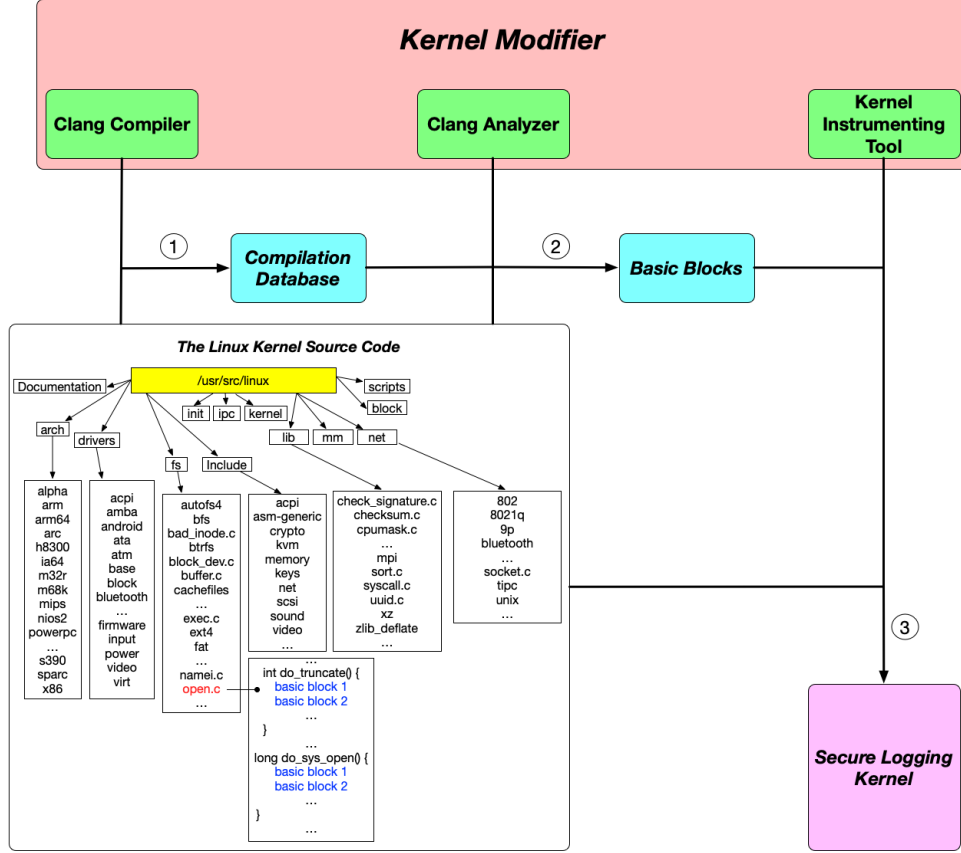 Kernel Modifier
Clang Compiler
Clang Analyzer
Kernel
Instrumenting
Tool
1
Compilation
Database
2
Basic Blocks
The Linux Kernel Source Code
/usr/src/linux
Documentation
scripts
block
init
ipc
kernel
arch
drivers
lib
mm
net
fs
Include
alpha
arm
arm64
arc
h8300
ia64
m32r
m68k
mips
nios2
powerpc
...
s390
sparc
x86
acpi
amba
android
ata
atm
base
block
bluetooth
...
firmware
input
power
video
virt
autofs4
bfs
bad_inode.c
btrfs
block_dev.c
buffer.c
cachefiles
...
exec.c
ext4
fat
...
namei.c
open.c
...
acpi
asm-generic
crypto
kvm
memory
keys
net
scsi
sound
video
...
check_signature.c
checksum.c
cpumask.c
...
mpi
sort.c
syscall.c
uuid.c
xz
zlib_deflate
...
802
8021q
9p
bluetooth
...
socket.c
tipc
unix
...
...
int do_truncate() {
basic block 1
basic block 2
...
}
...
long do_sys_open() {
basic block 1
basic block 2
...
}
...
3
Secure Logging
Kernel